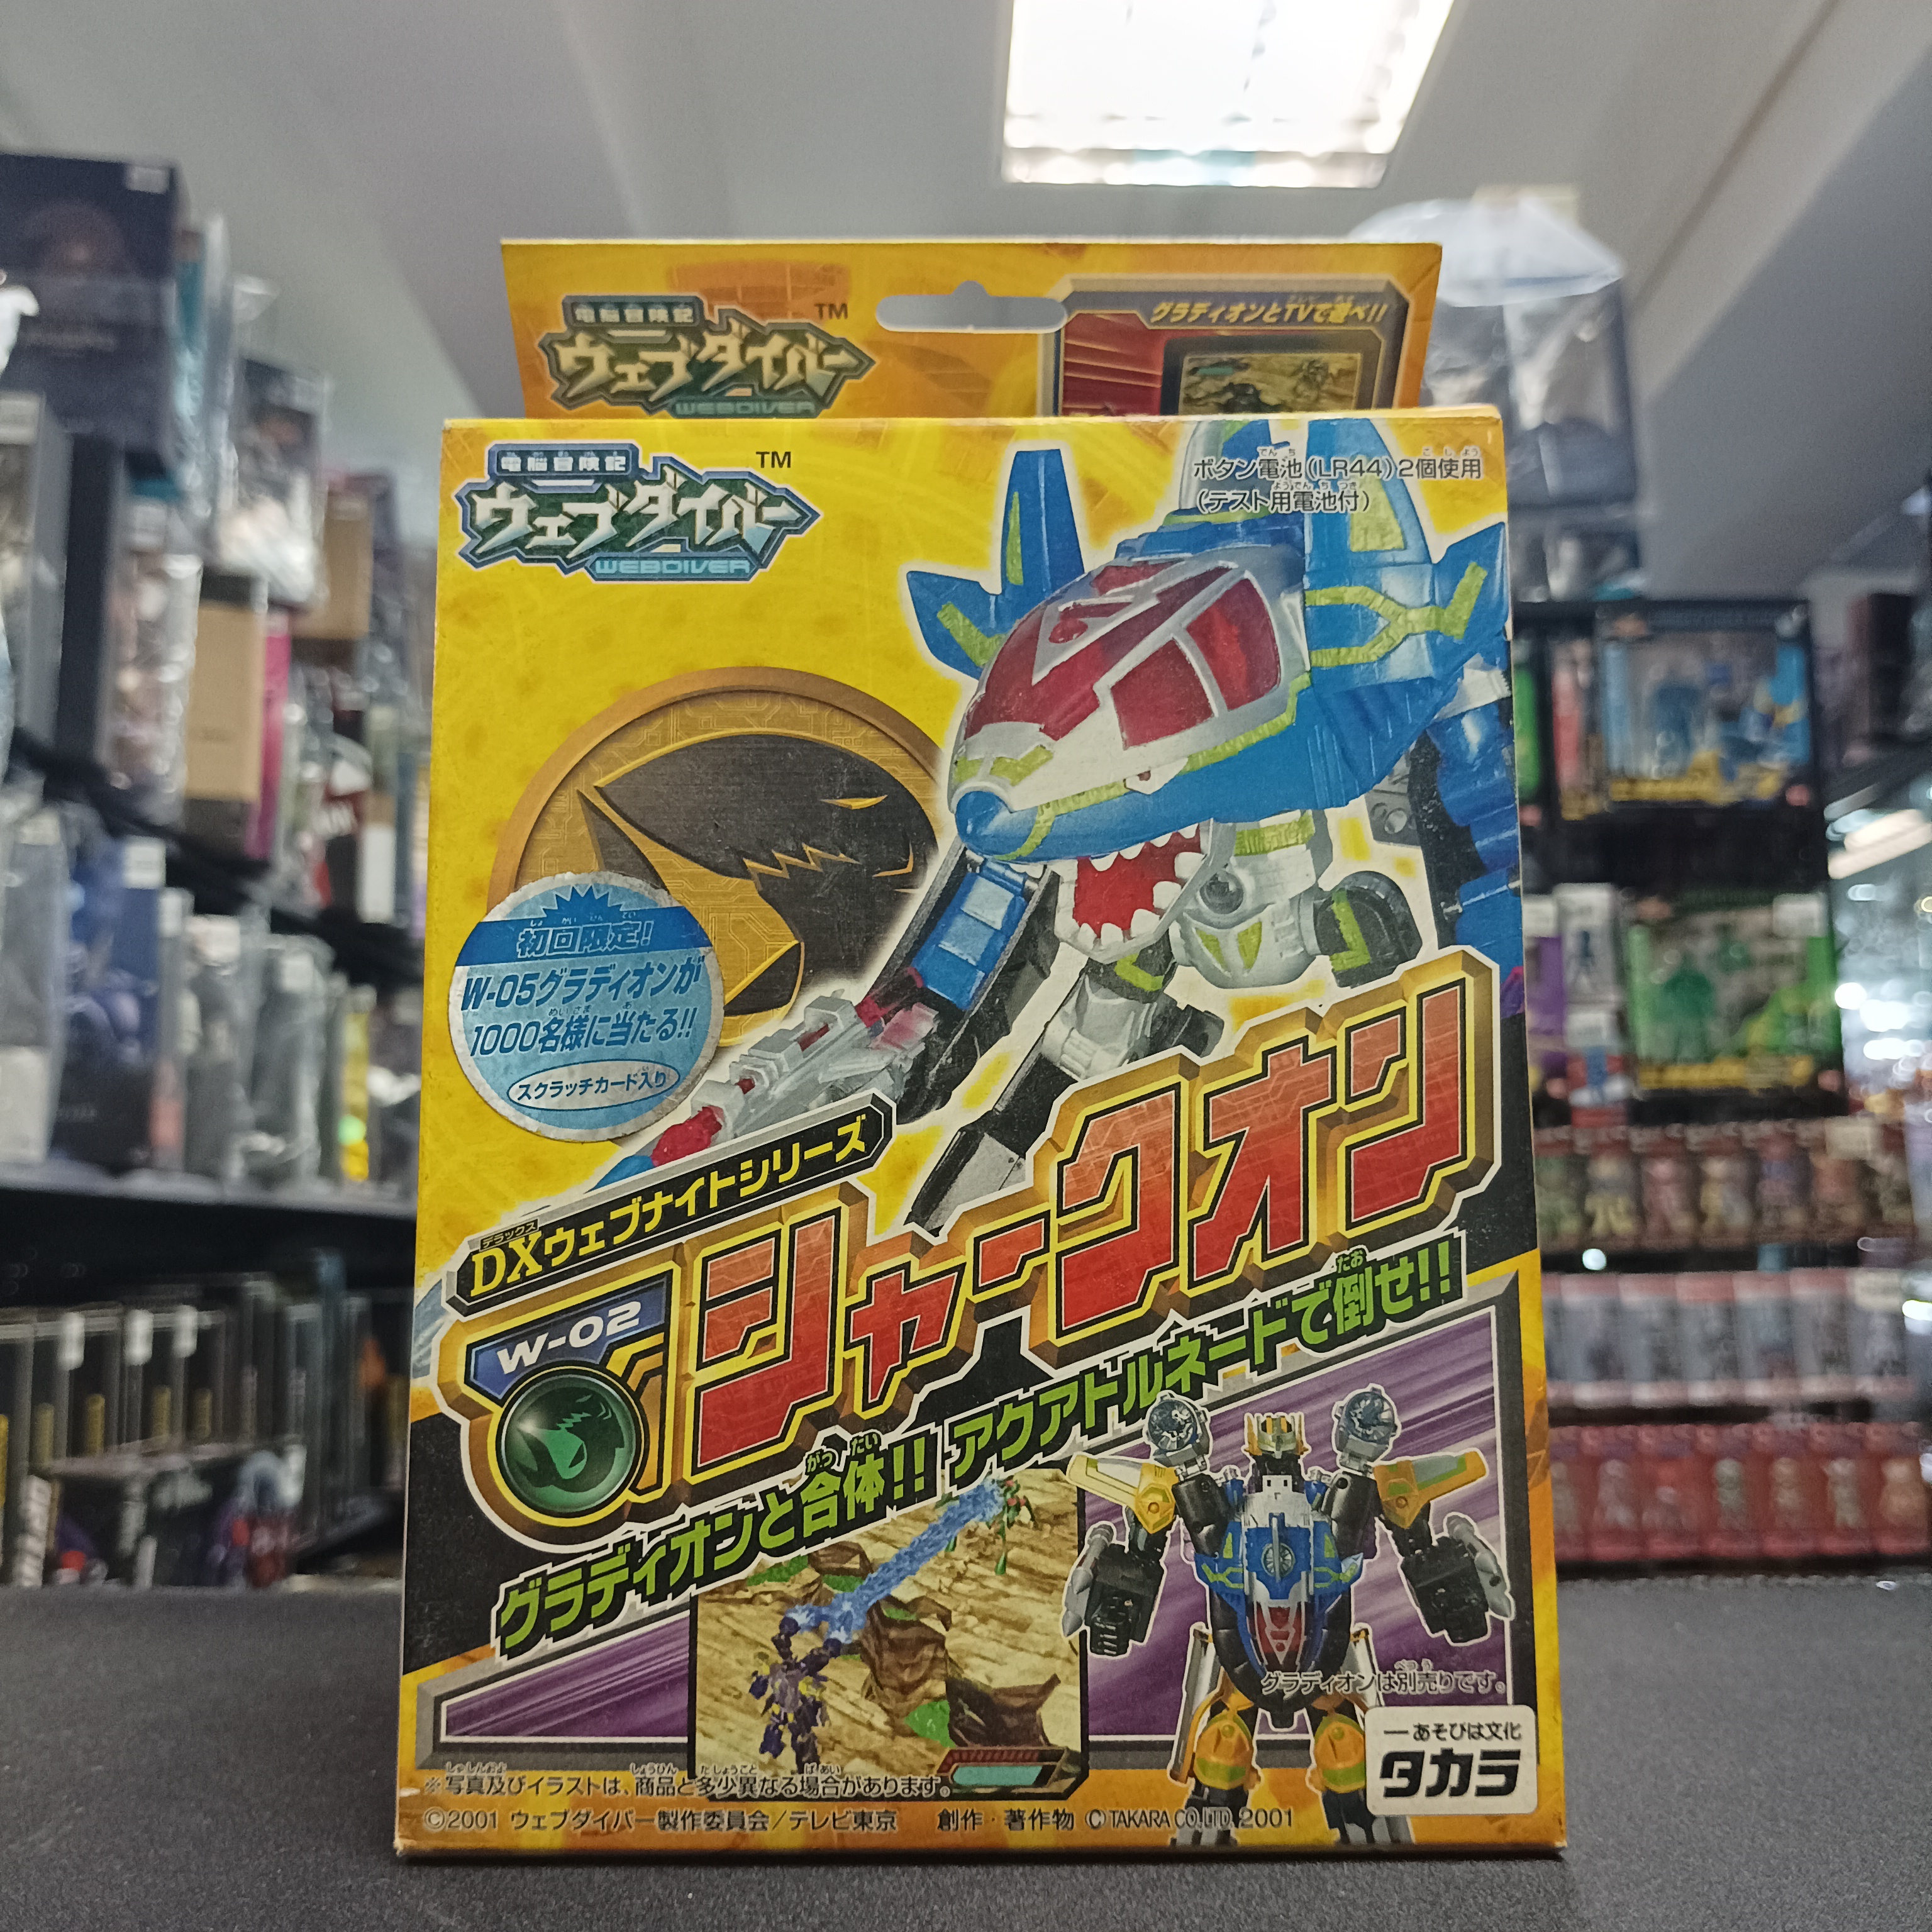 電脳冒険記
ウェブダイバー
TM
WEBDIVER
グラディオンとTVで遊べ!!
電脳冒険記
ウェブダイバー
TM
WEBDIVER
ボタン電池(LR44)2個使用
(テスト用電池付)
初回限定!
W-05グラディオンが
1000名様に当たる!!
スクラッチカード入り
デラックス
DXウェブナイトシリーズ
W-02
シャークオン
グラディオンと合体!! アクアトルネードで倒せ!!
グラディオンは別売りです。
一あそびは文化
タカラ
※写真及びイラストは、商品と多少異なる場合があります。
©2001 ウェブダイバー製作委員会/テレビ東京 創作・著作物 ©TAKARA CO.,LTD. 2001